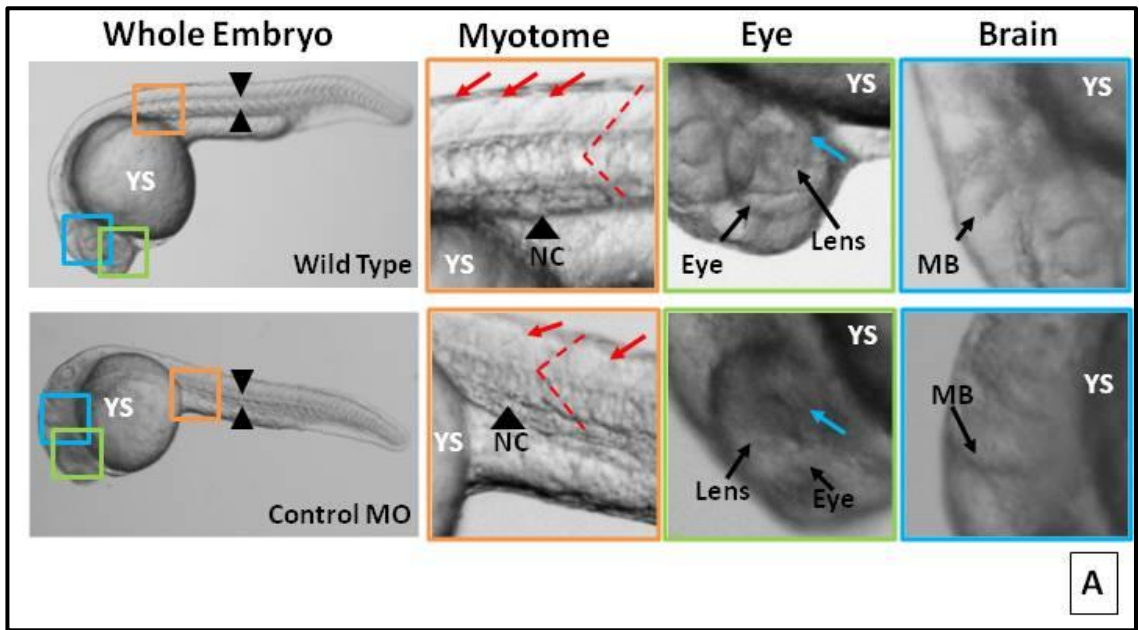 Whole Embryo
Myotome
Eye
Brain
YS
Wild Type
YS
NC
YS
Eye
Lens
YS
MB
YS
Control MO
YS
NC
YS
Lens
Eye
YS
MB
A